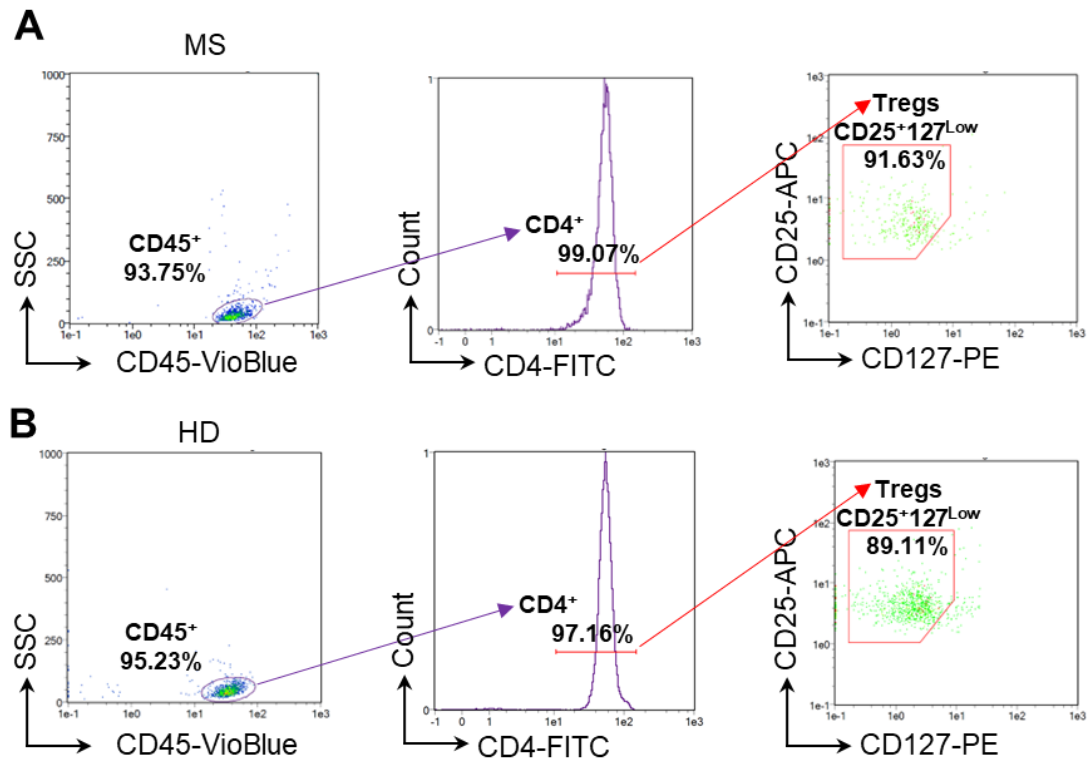 A
MS
1000
750
500
250
0
1e-1
1e0
1e1
1e2
1e3
SSC
CD45-VioBlue
CD45+
93.75%
1
0
-1
0
1
1e1
1e2
1e3
Count
CD4-FITC
CD4+
99.07%
1e3
1e2
1e1
1e0
1e-1
1e-1
1e0
1e1
1e2
1e3
CD25-APC
CD127-PE
Tregs
CD25+127Low
91.63%
B
HD
1000
750
500
250
0
1e-1
1e0
1e1
1e2
1e3
SSC
CD45-VioBlue
CD45+
95.23%
1
0
-1
0
1
1e1
1e2
1e3
Count
CD4-FITC
CD4+
97.16%
1e3
1e2
1e1
1e0
1e-1
1e-1
1e0
1e1
1e2
1e3
CD25-APC
CD127-PE
Tregs
CD25+127Low
89.11%